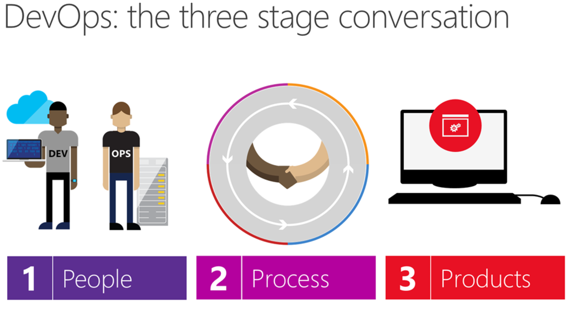 DevOps: the three stage conversation
DEV
OPS
1 People
2 Process
3 Products